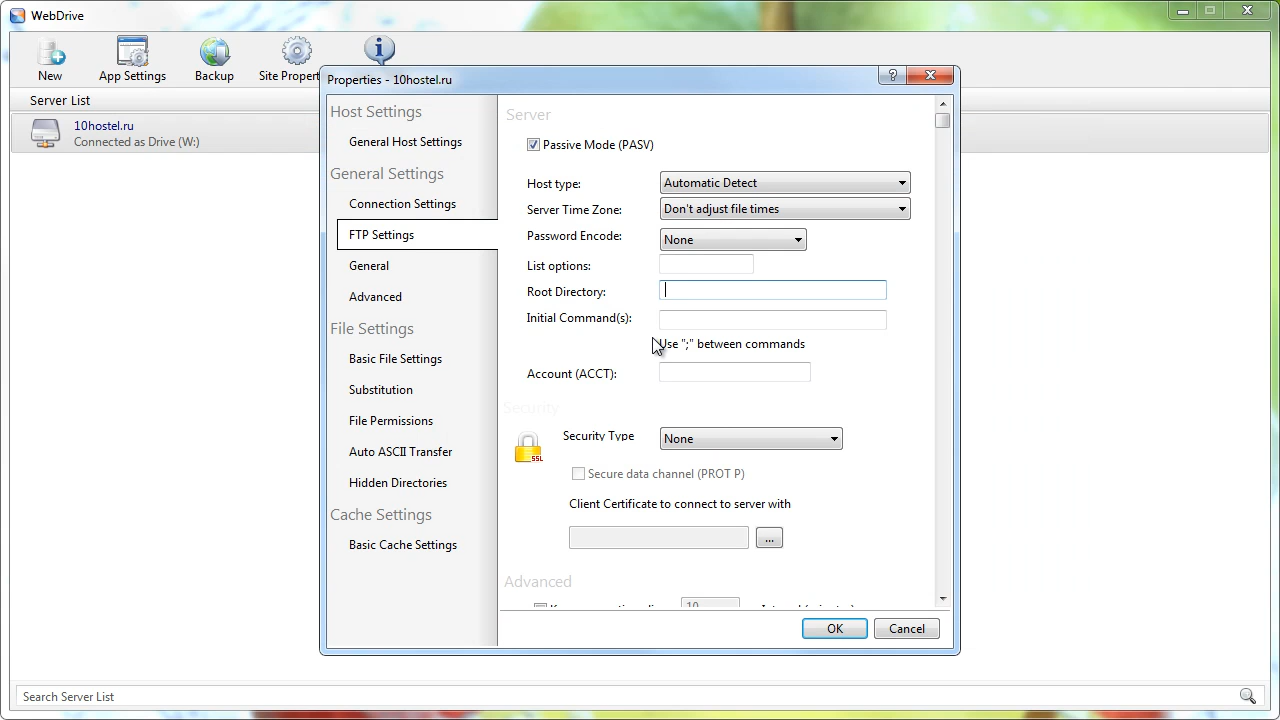 WebDrive
New
App Settings
Backup
Site Propert
Server List
10hostel.ru
Connected as Drive (W:)
Properties - 10hostel.ru
Host Settings
General Host Settings
General Settings
Connection Settings
FTP Settings
General
Advanced
File Settings
Basic File Settings
Substitution
File Permissions
Auto ASCII Transfer
Hidden Directories
Cache Settings
Basic Cache Settings
Server
Passive Mode (PASV)
Host type: Automatic Detect
Server Time Zone: Don't adjust file times
Password Encode: None
List options:
Root Directory:
Initial Command(s):
Use ";" between commands
Account (ACCT):
Security
SSL
Security Type None
Secure data channel (PROT P)
Client Certificate to connect to server with
...
Advanced
10
OK
Cancel
Search Server List